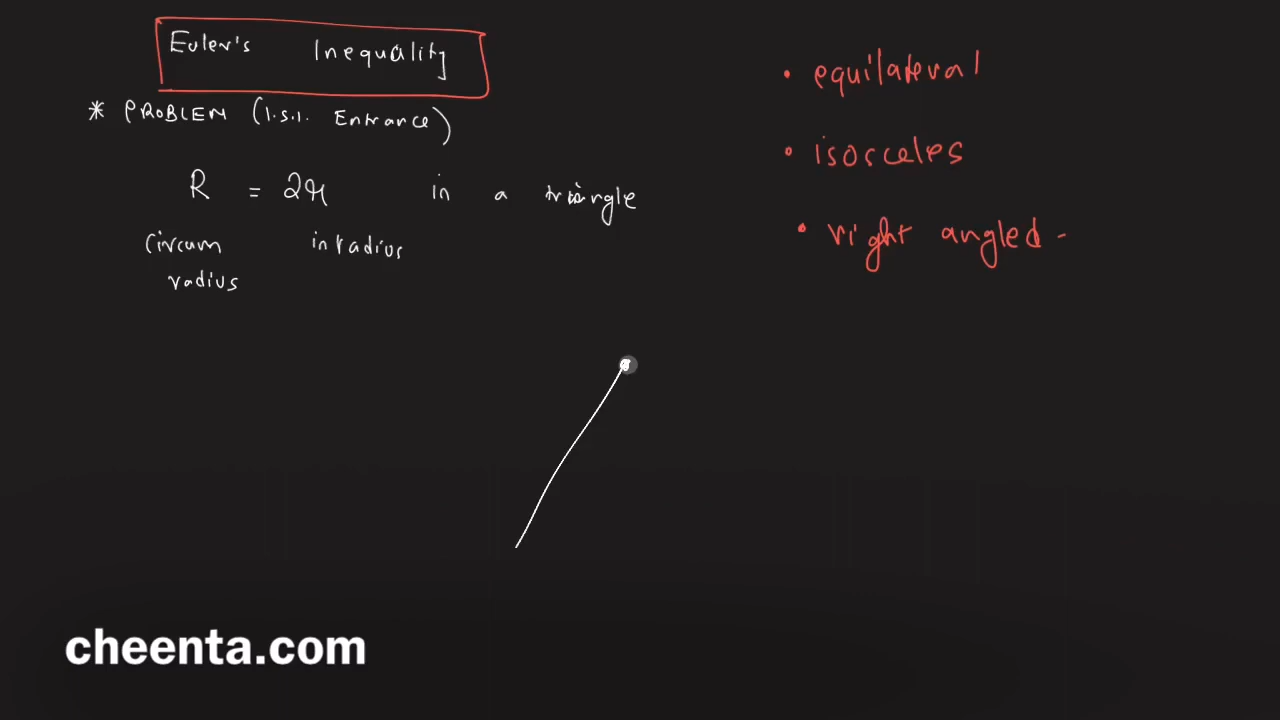 Euler's Inequality
* PROBLEM (I.S.I. Entrance)
R = 2r in a triangle
circum radius
inradius
• equilateral
• isosceles
• right angled -
cheenta.com